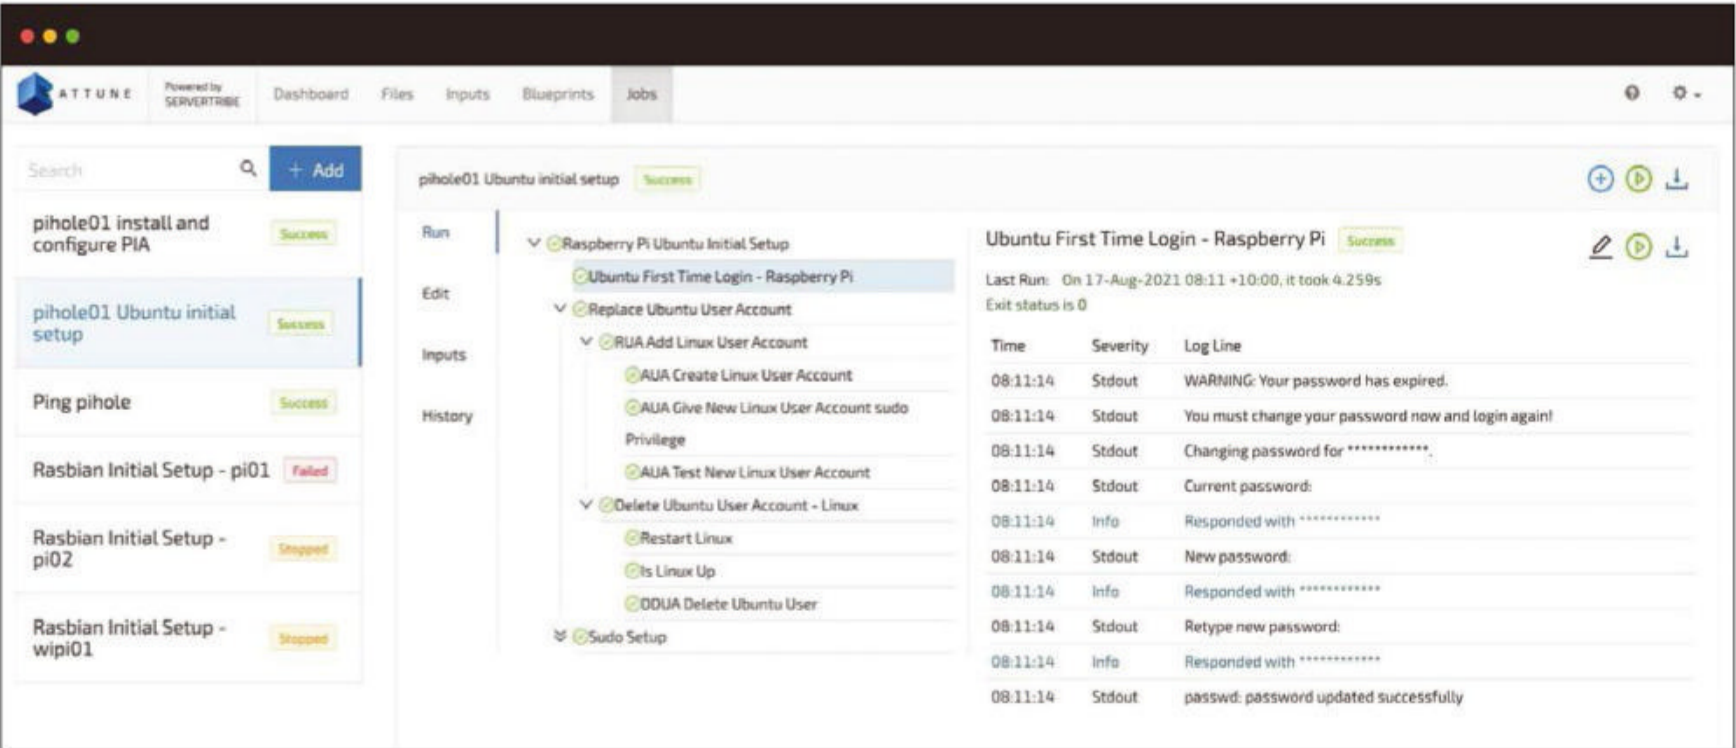 ATTUNE
Powered by
SERVERTRIBE
Dashboard
Files
Inputs
Blueprints
Jobs
Search
+ Add
pihole01 install and
configure PIA
Success
pihole01 Ubuntu initial
setup
Success
Ping pihole
Success
Rasbian Initial Setup - pi01
Failed
Rasbian Initial Setup -
pi02
Stopped
Rasbian Initial Setup -
wipi01
Stopped
pihole01 Ubuntu initial setup
Success
Run
Edit
Inputs
History
Raspberry Pi Ubuntu Initial Setup
Ubuntu First Time Login - Raspberry Pi
Replace Ubuntu User Account
RUA Add Linux User Account
AUA Create Linux User Account
AUA Give New Linux User Account sudo
Privilege
AUA Test New Linux User Account
Delete Ubuntu User Account - Linux
Restart Linux
Is Linux Up
DDUA Delete Ubuntu User
Sudo Setup
Ubuntu First Time Login - Raspberry Pi
Success
Last Run: On 17-Aug-2021 08:11 +10:00, it took 4.259s
Exit status is 0
Time Severity Log Line
08:11:14 Stdout WARNING: Your password has expired.
08:11:14 Stdout You must change your password now and login again!
08:11:14 Stdout Changing password for ************.
08:11:14 Stdout Current password:
08:11:14 Info Responded with ************
08:11:14 Stdout New password:
08:11:14 Info Responded with ************
08:11:14 Stdout Retype new password:
08:11:14 Info Responded with ************
08:11:14 Stdout passwd: password updated successfully